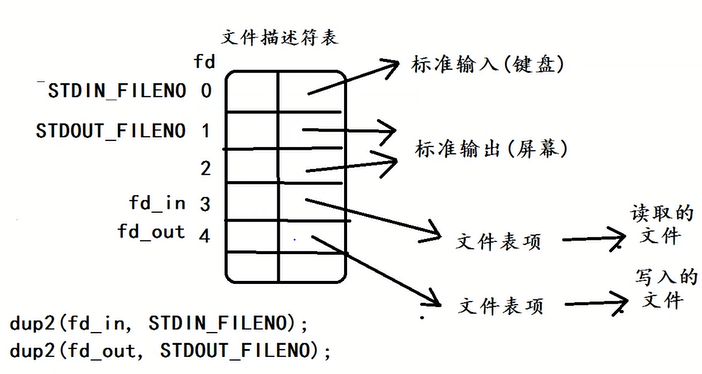 文件描述符表
fd
STDIN_FILENO 0
标准输入(键盘)
STDOUT_FILENO 1
2
标准输出(屏幕)
fd_in 3
fd_out 4
文件表项
读取的
文件
文件表项
写入的
文件
dup2(fd_in, STDIN_FILENO);
dup2(fd_out, STDOUT_FILENO);